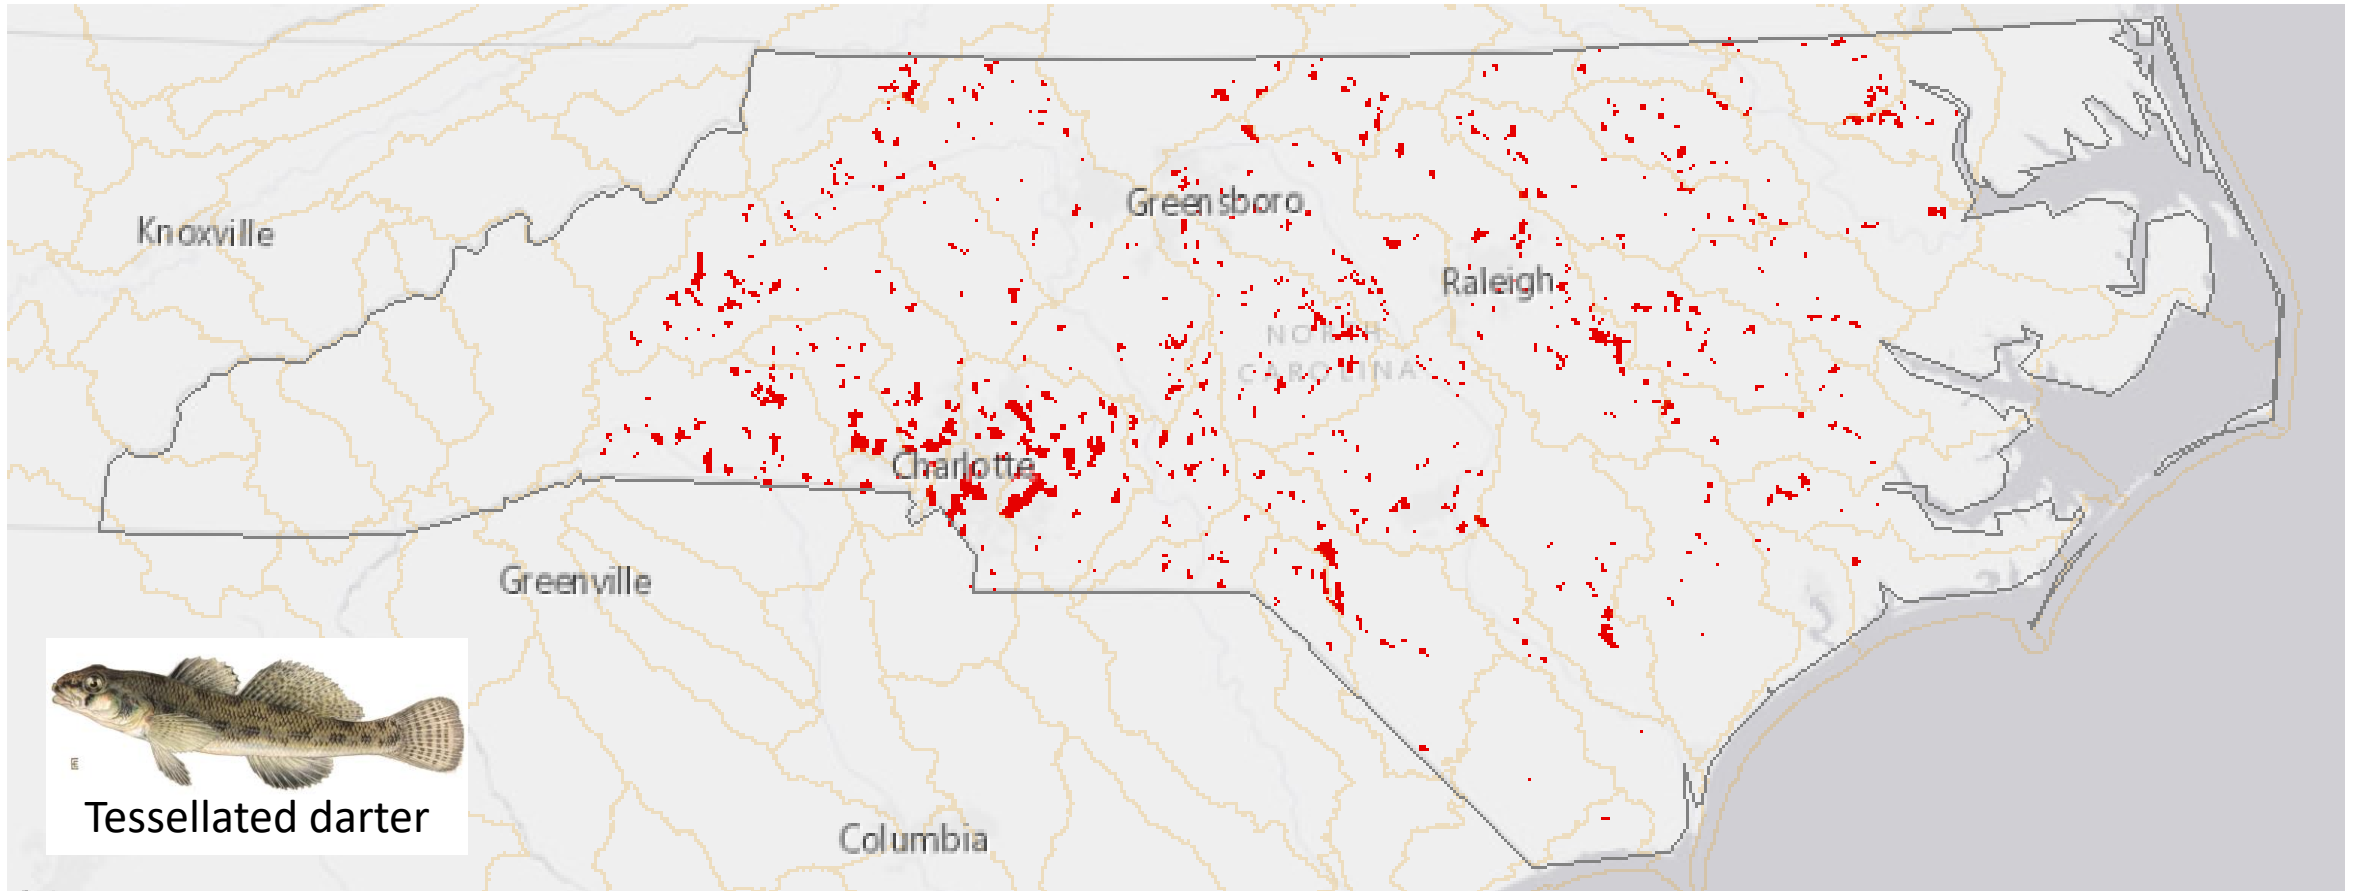 Knoxville
Greensboro
Raleigh
NORTH
CAROLINA
Charlotte
Greenville
Columbia
Tessellated darter